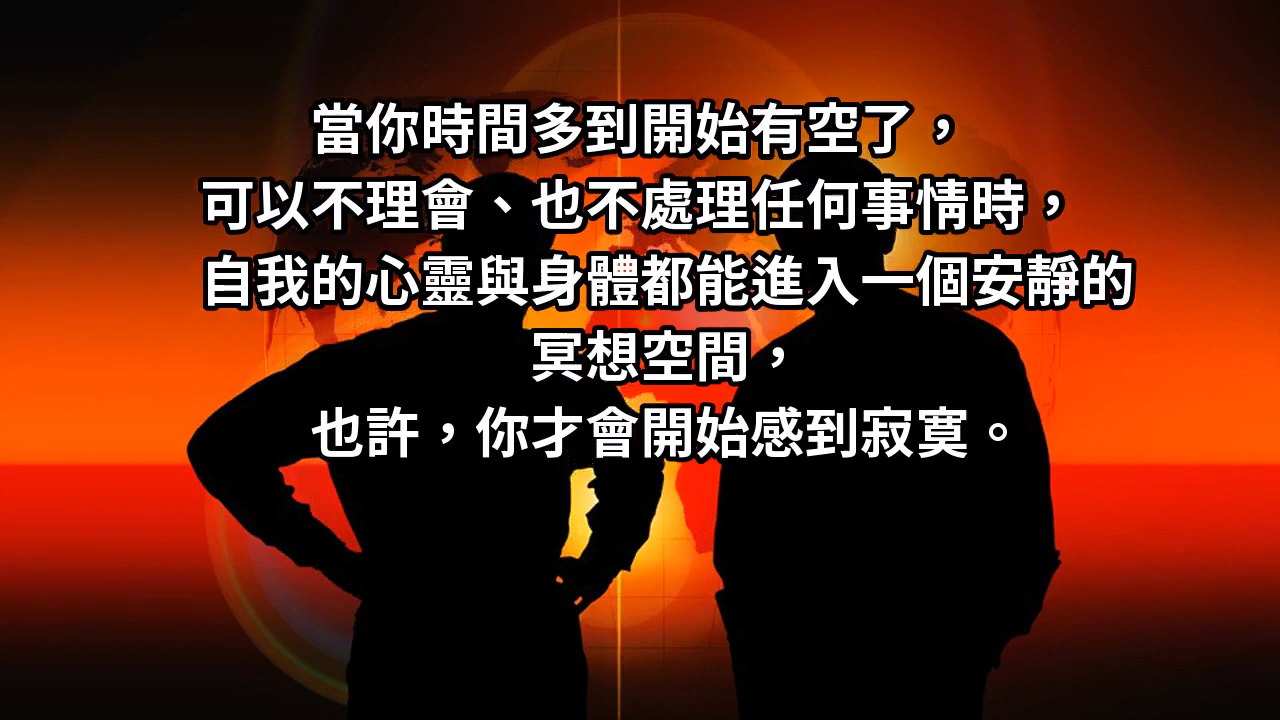 當你時間多到開始有空了，
可以不理會、也不處理任何事情時，
自我的心靈與身體都能進入一個安靜的
冥想空間，
也許，你才會開始感到寂寞。